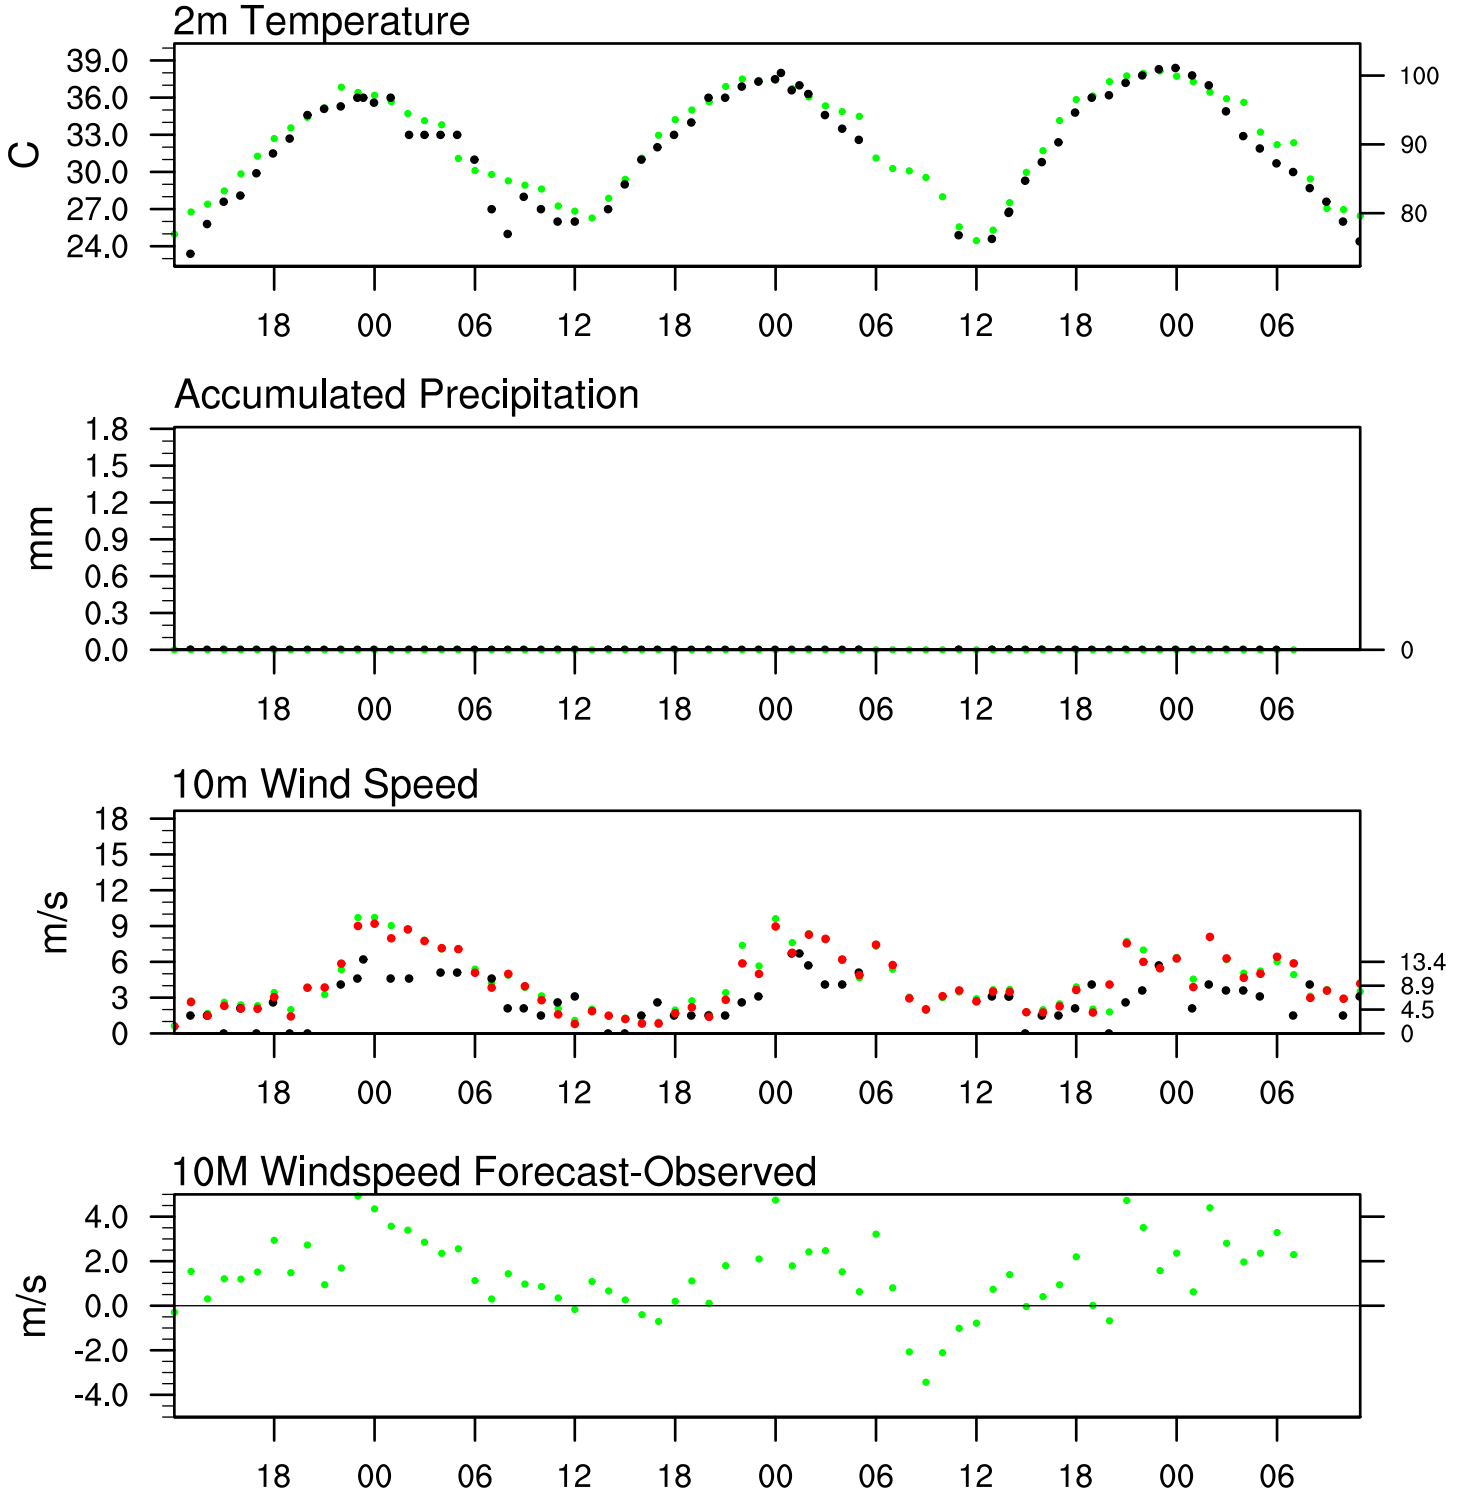 2m Temperature
39.0
36.0
33.0
30.0
27.0
24.0
C
100
90
80
18 00 06 12 18 00 06 12 18 00 06
Accumulated Precipitation
1.8
1.5
1.2
0.9
0.6
0.3
0.0
mm
0
18 00 06 12 18 00 06 12 18 00 06
10m Wind Speed
18
15
12
9
6
3
0
m/s
13.4
8.9
4.5
0
18 00 06 12 18 00 06 12 18 00 06
10M Windspeed Forecast-Observed
4.0
2.0
0.0
-2.0
-4.0
m/s
18 00 06 12 18 00 06 12 18 00 06